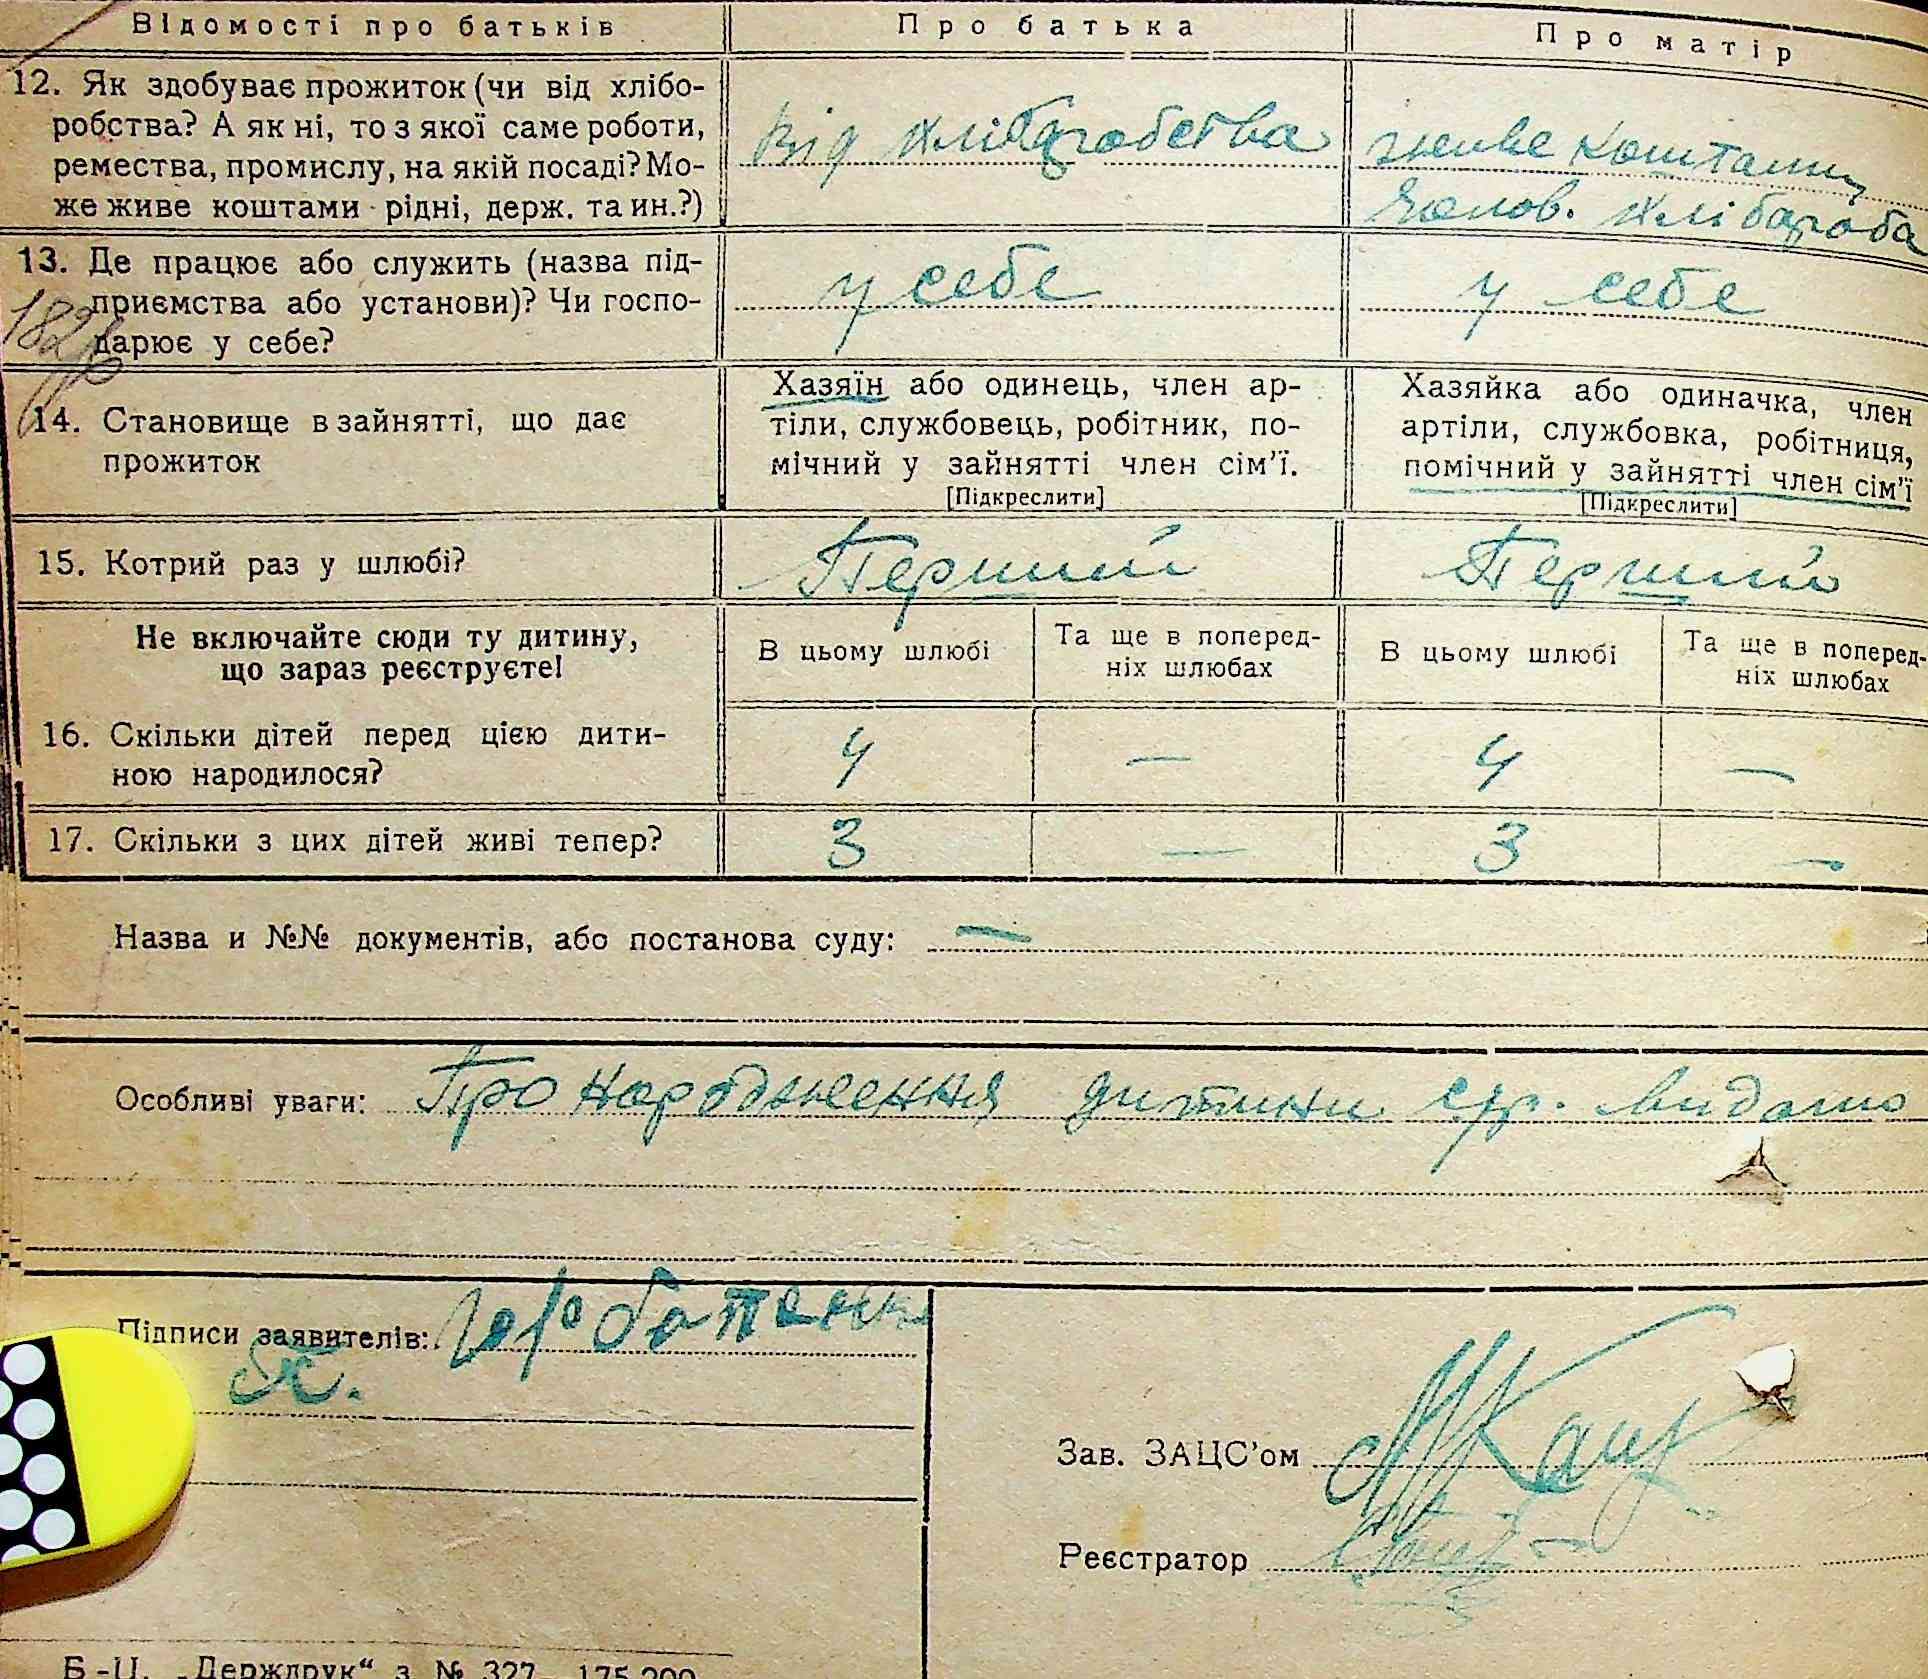 Відомості про батьків
Про батька
Про матір
12. Як здобуває прожиток (чи від хлібо-
робства? А як ні, то з якої саме роботи,
ремества, промислу, на якій посаді? Мо-
же живе коштами рідні, держ. та ин.?)
Від хліборобства
живе коштами
чолов. хлібароба
13. Де працює або служить (назва під-
приємства або установи)? Чи госпо-
дарює у себе?
у себе
у себе
14. Становище в зайнятті, що дає
прожиток
Хазяїн або одинець, член ар-
тіли, службовець, робітник, по-
мічний у зайнятті член сім'ї.
[Підкреслити]
Хазяйка або одиначка, член
артіли, службовка, робітниця,
помічний у зайнятті член сім'ї
[Підкреслити]
15. Котрий раз у шлюбі?
Перший
Перший
Не включайте сюди ту дитину,
що зараз реєструєте!
В цьому шлюбі
Та ще в поперед-
ніх шлюбах
В цьому шлюбі
Та ще в поперед-
ніх шлюбах
16. Скільки дітей перед цією дити-
ною народилося?
4 — 4 —
17. Скільки з цих дітей живі тепер?
3 — 3 —
Назва и №№ документів, або постанова суду: —
Особливі уваги: Про народження дитини видано
Підписи заявителів:
Зав. ЗАЦС'ом
Реєстратор
Б-Ц. „Держдрук“ з. № 327—175.200